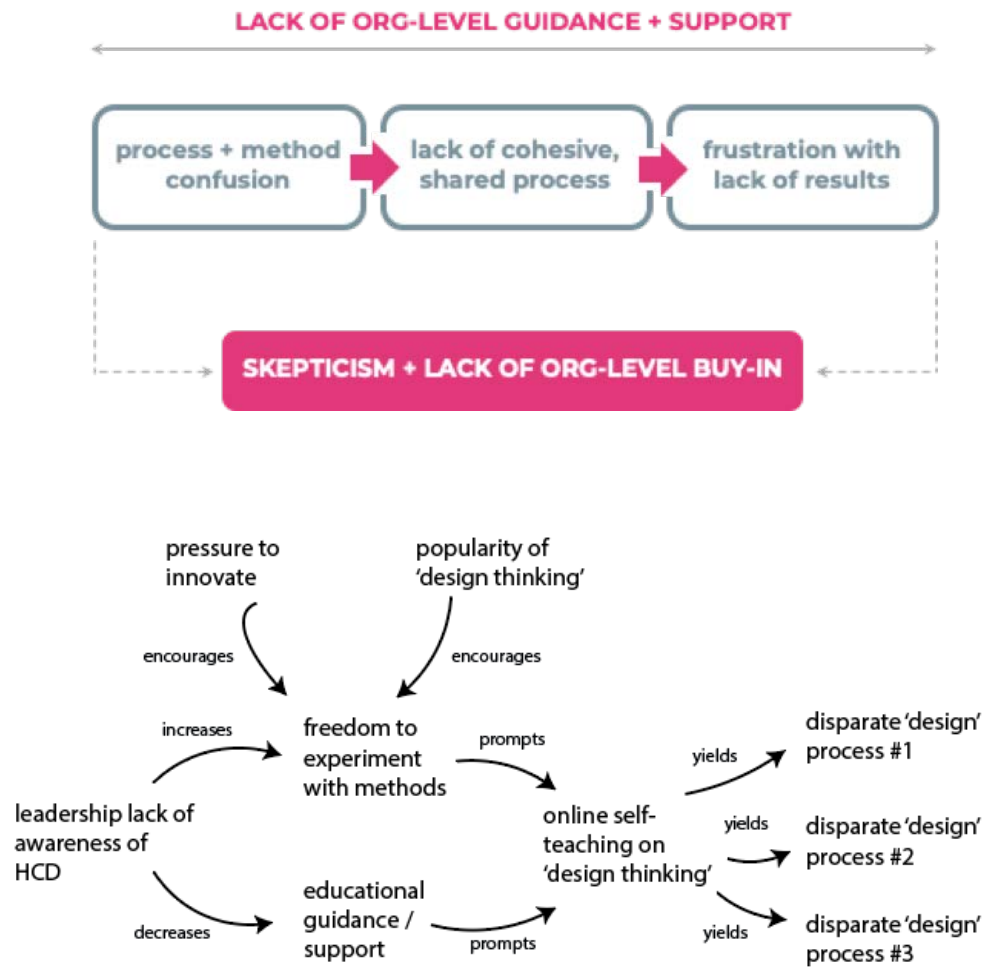 LACK OF ORG-LEVEL GUIDANCE + SUPPORT
process + method
confusion
lack of cohesive,
shared process
frustration with
lack of results
SKEPTICISM + LACK OF ORG-LEVEL BUY-IN
pressure to
innovate
popularity of
‘design thinking’
encourages
encourages
increases
freedom to
experiment
with methods
prompts
leadership lack of
awareness of
HCD
decreases
educational
guidance /
support
prompts
online self-
teaching on
‘design thinking’
yields
disparate ‘design’
process #1
yields
disparate ‘design’
process #2
yields
disparate ‘design’
process #3